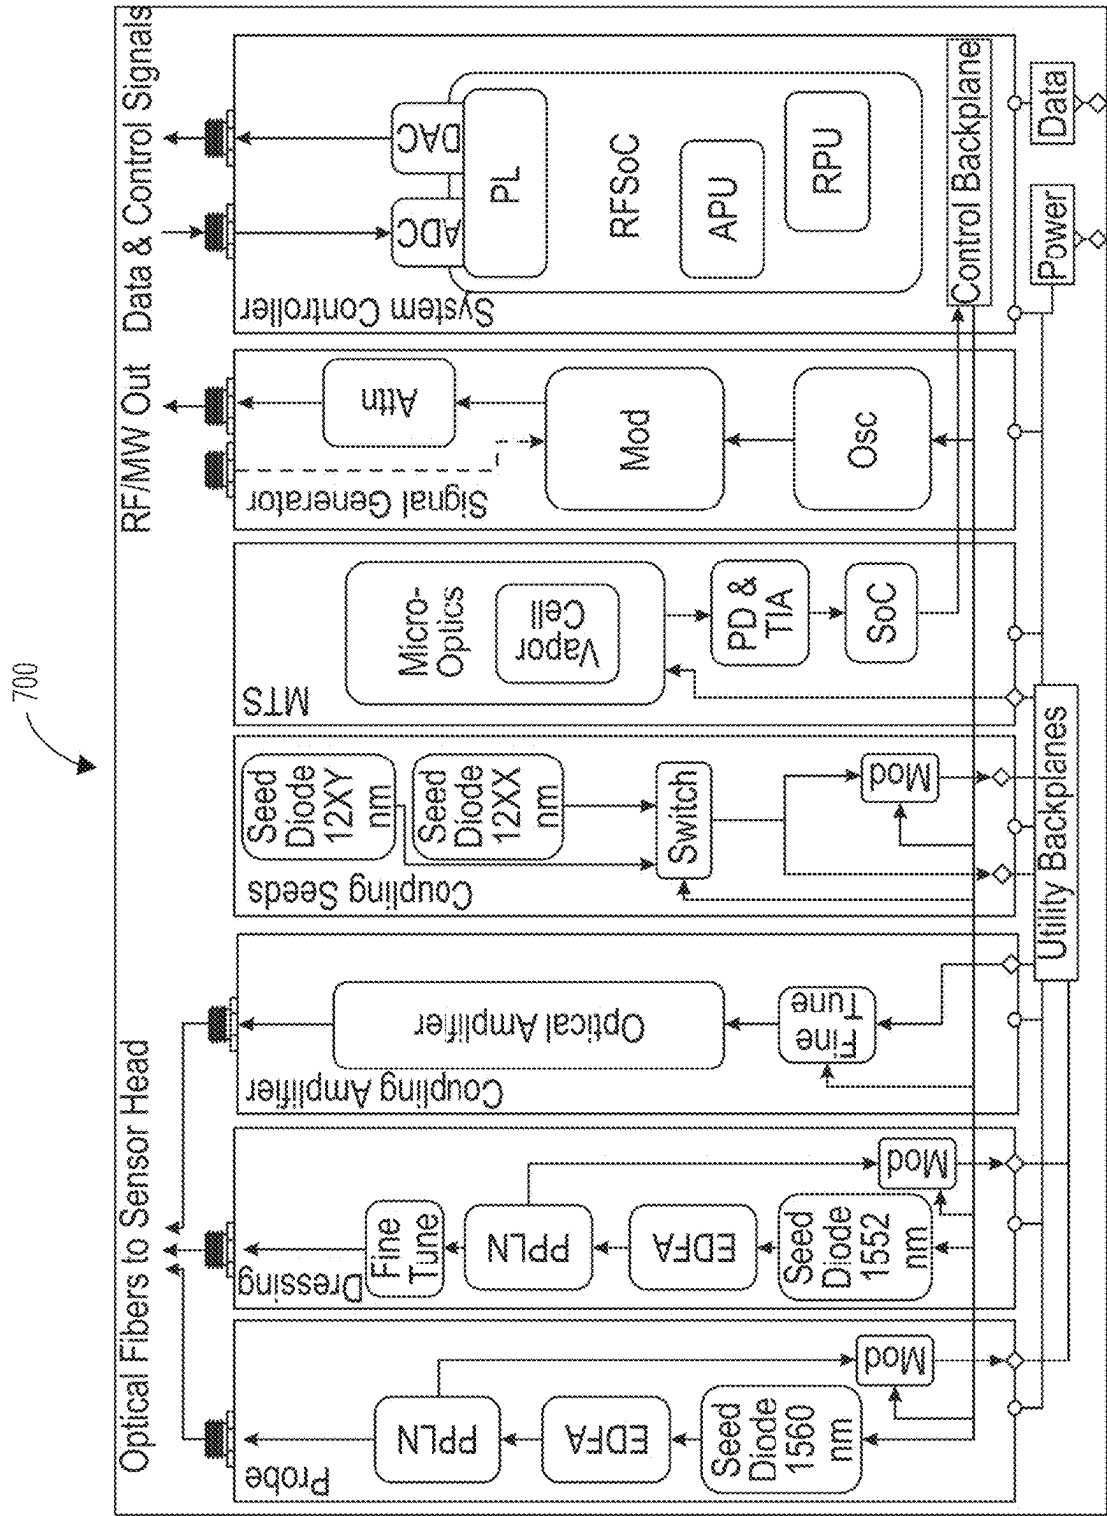 700
Optical Fibers to Sensor Head
RF/MW Out
Data & Control Signals
Probe
PPLN
EDFA
Seed
Diode
1560
nm
Mod
Dressing
Fine
Tune
PPLN
EDFA
Seed
Diode
1552
nm
Mod
Coupling Amplifier
Optical Amplifier
Fine
Tune
Coupling Seeds
Seed
Diode
12XY
nm
Seed
Diode
12XX
nm
Switch
Mod
MTS
Micro-
Optics
Vapor
Cell
PD &
TIA
SoC
Signal Generator
Attn
Mod
Osc
System Controller
ADC
DAC
PL
RFSoC
APU
RPU
Control Backplane
Utility Backplanes
Power
Data